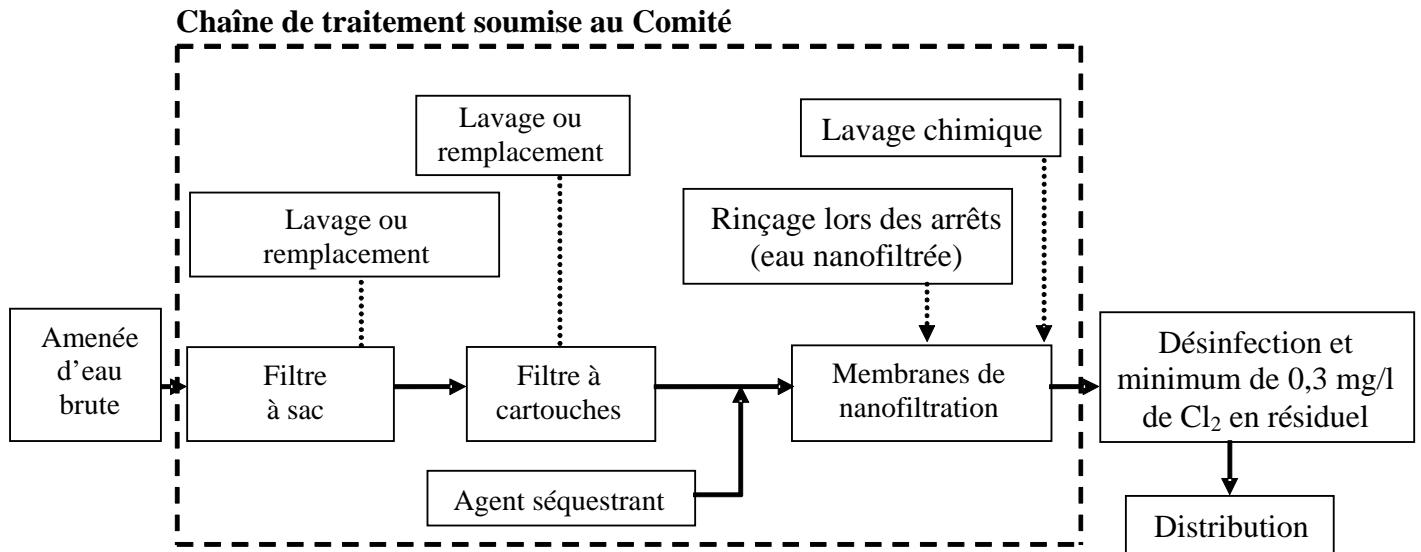 Chaîne de traitement soumise au Comité
Lavage ou
remplacement
Lavage chimique
Lavage ou
remplacement
Rinçage lors des arrêts
(eau nanofiltrée)
Amenée
d’eau
brute
Filtre
à sac
Filtre à
cartouches
Membranes de
nanofiltration
Désinfection et
minimum de 0,3 mg/l
de Cl₂ en résiduel
Agent séquestrant
Distribution